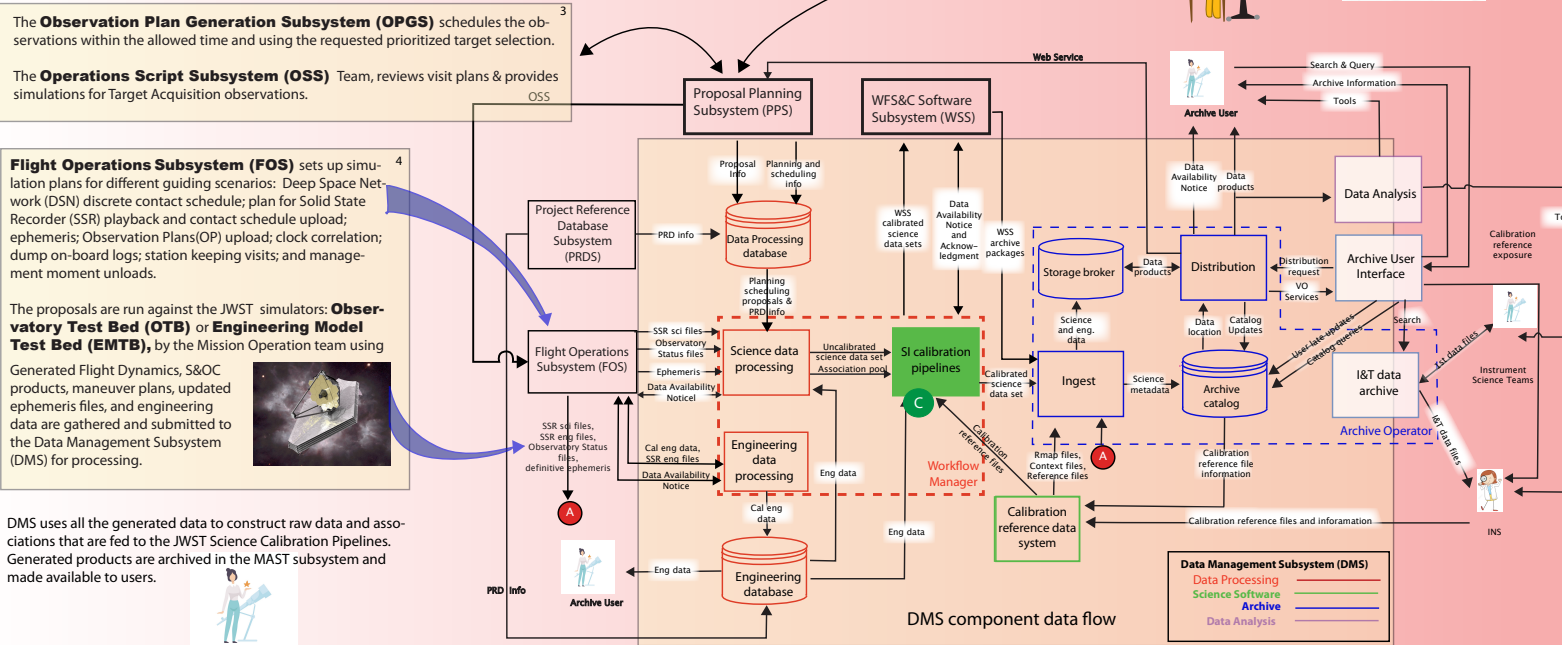 3
The Observation Plan Generation Subsystem (OPGS) schedules the ob-
servations within the allowed time and using the requested prioritized target selection.
The Operations Script Subsystem (OSS) Team, reviews visit plans & provides
simulations for Target Acquisition observations.
OSS
4
Flight Operations Subsystem (FOS) sets up simu-
lation plans for different guiding scenarios: Deep Space Net-
work (DSN) discrete contact schedule; plan for Solid State
Recorder (SSR) playback and contact schedule upload;
ephemeris; Observation Plans(OP) upload; clock correlation;
dump on-board logs; station keeping visits; and manage-
ment moment unloads.
The proposals are run against the JWST simulators: Obser-
vatory Test Bed (OTB) or Engineering Model
Test Bed (EMTB), by the Mission Operation team using
Generated Flight Dynamics, S&OC
products, maneuver plans, updated
ephemeris files, and engineering
data are gathered and submitted to
the Data Management Subsystem
(DMS) for processing.
DMS uses all the generated data to construct raw data and asso-
ciations that are fed to the JWST Science Calibration Pipelines.
Generated products are archived in the MAST subsystem and
made available to users.
Proposal Planning
Subsystem (PPS)
WFS&C Software
Subsystem (WSS)
Web Service
Archive User
Search & Query
Archive Information
Tools
Proposal
Info
Planning and
scheduling
info
Project Reference
Database
Subsystem
(PRDS)
PRD info
Data Processing
database
Planning
scheduling
proposals &
PRD info
WSS
calibrated
science
data sets
Data
Availability
Notice
and
Acknow-
ledgment
WSS
archive
packages
Data
Availability
Notice
Data
products
Data Analysis
Storage broker
Data
products
Distribution
Distribution
request
VO
Services
Archive User
Interface
Calibration
reference
exposure
Flight Operations
Subsystem (FOS)
SSR sci files
Observatory
Status files
Ephemeris
Data Availability
Noticel
Science data
processing
Uncalibrated
science data set
Association pool
SI calibration
pipelines
C
Calibrated
science
data set
Science
and eng.
data
Data
location
Catalog
Updates
User late updates
Catalog queries
Search
Ingest
Science
metadata
Archive
catalog
I&T data
archive
Tst data files
Instrument
Science Teams
Archive Operator
I&T data files
SSR sci files,
SSR eng files,
Observatory Status
files,
definitive ephemeris
A
Cal eng data,
SSR eng files
Data Availability
Notice
Engineering
data
processing
Eng data
Workflow
Manager
Calibration
reference files
Rmap files,
Context files,
Reference files
A
Calibration
reference file
information
Cal eng
data
Eng data
Calibration
reference data
system
Calibration reference files and inforamation
INS
Archive User
Eng data
Engineering
database
PRD Info
DMS component data flow
Data Management Subsystem (DMS)
Data Processing
Science Software
Archive
Data Analysis